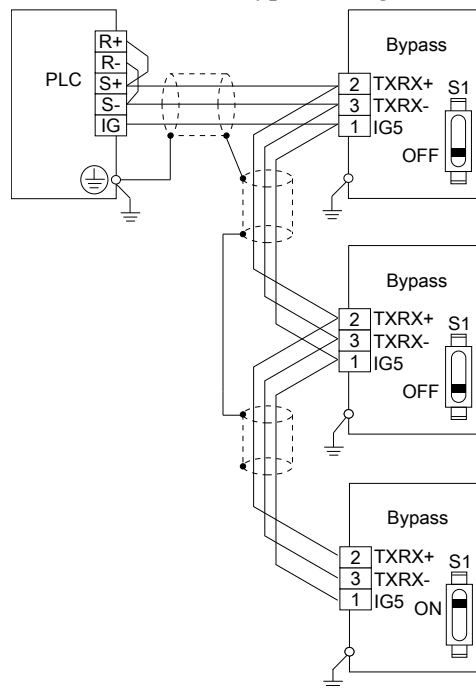 PLC
R+
R-
S+
S-
IG
Bypass
2 TXRX+
3 TXRX-
1 IG5
S1
OFF
Bypass
2 TXRX+
3 TXRX-
1 IG5
S1
OFF
Bypass
2 TXRX+
3 TXRX-
1 IG5
S1
ON